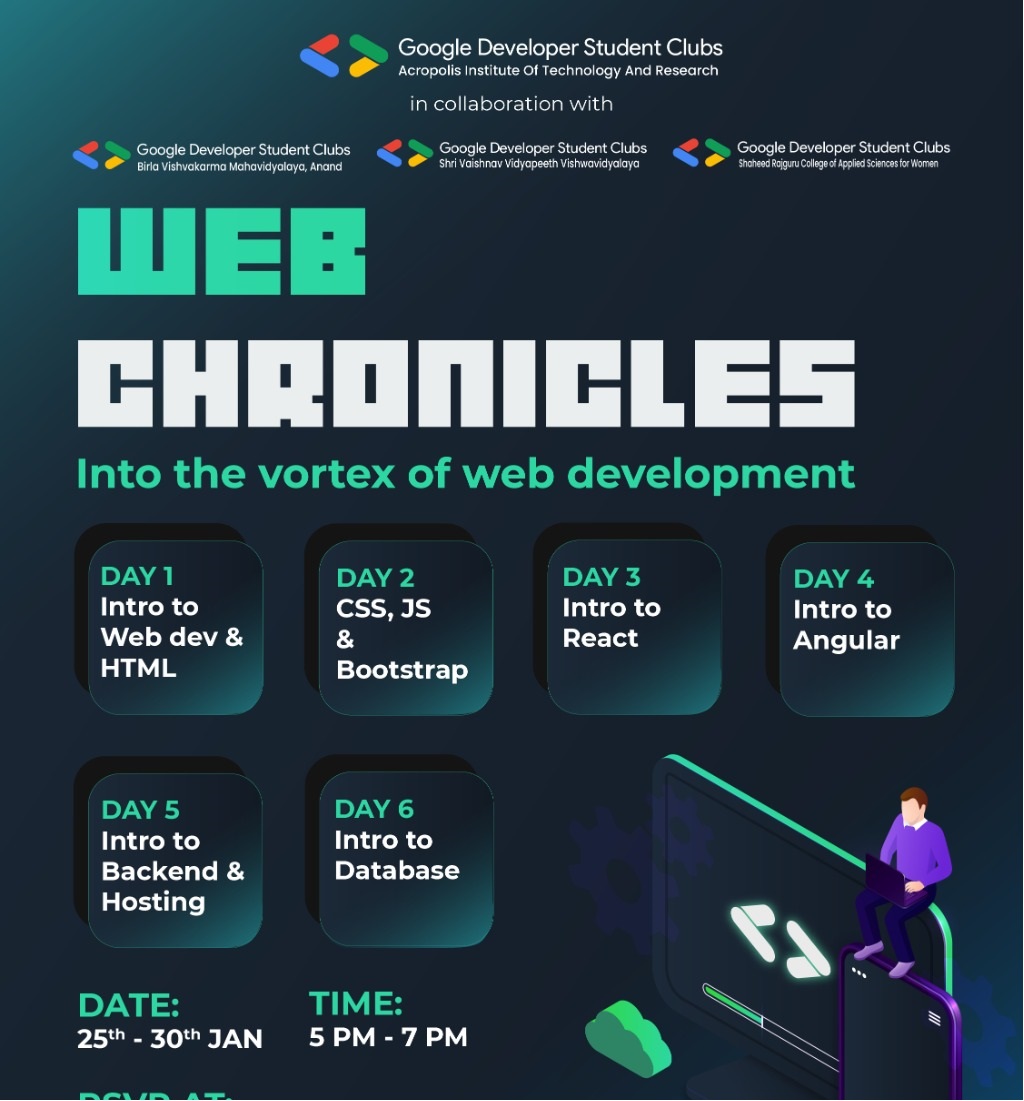 Google Developer Student Clubs
Acropolis Institute Of Technology And Research
in collaboration with
Google Developer Student Clubs
Birla Vishvakarma Mahavidyalaya, Anand
Google Developer Student Clubs
Shri Vaishnav Vidyapeeth Vishwavidyalaya
Google Developer Student Clubs
Shaheed Rajguru College of Applied Sciences for Women
WEB
CHRONICLES
Into the vortex of web development
DAY 1
Intro to
Web dev &
HTML
DAY 2
CSS, JS
&
Bootstrap
DAY 3
Intro to
React
DAY 4
Intro to
Angular
DAY 5
Intro to
Backend &
Hosting
DAY 6
Intro to
Database
DATE:
25th - 30th JAN
TIME:
5 PM - 7 PM
RSVP AT: